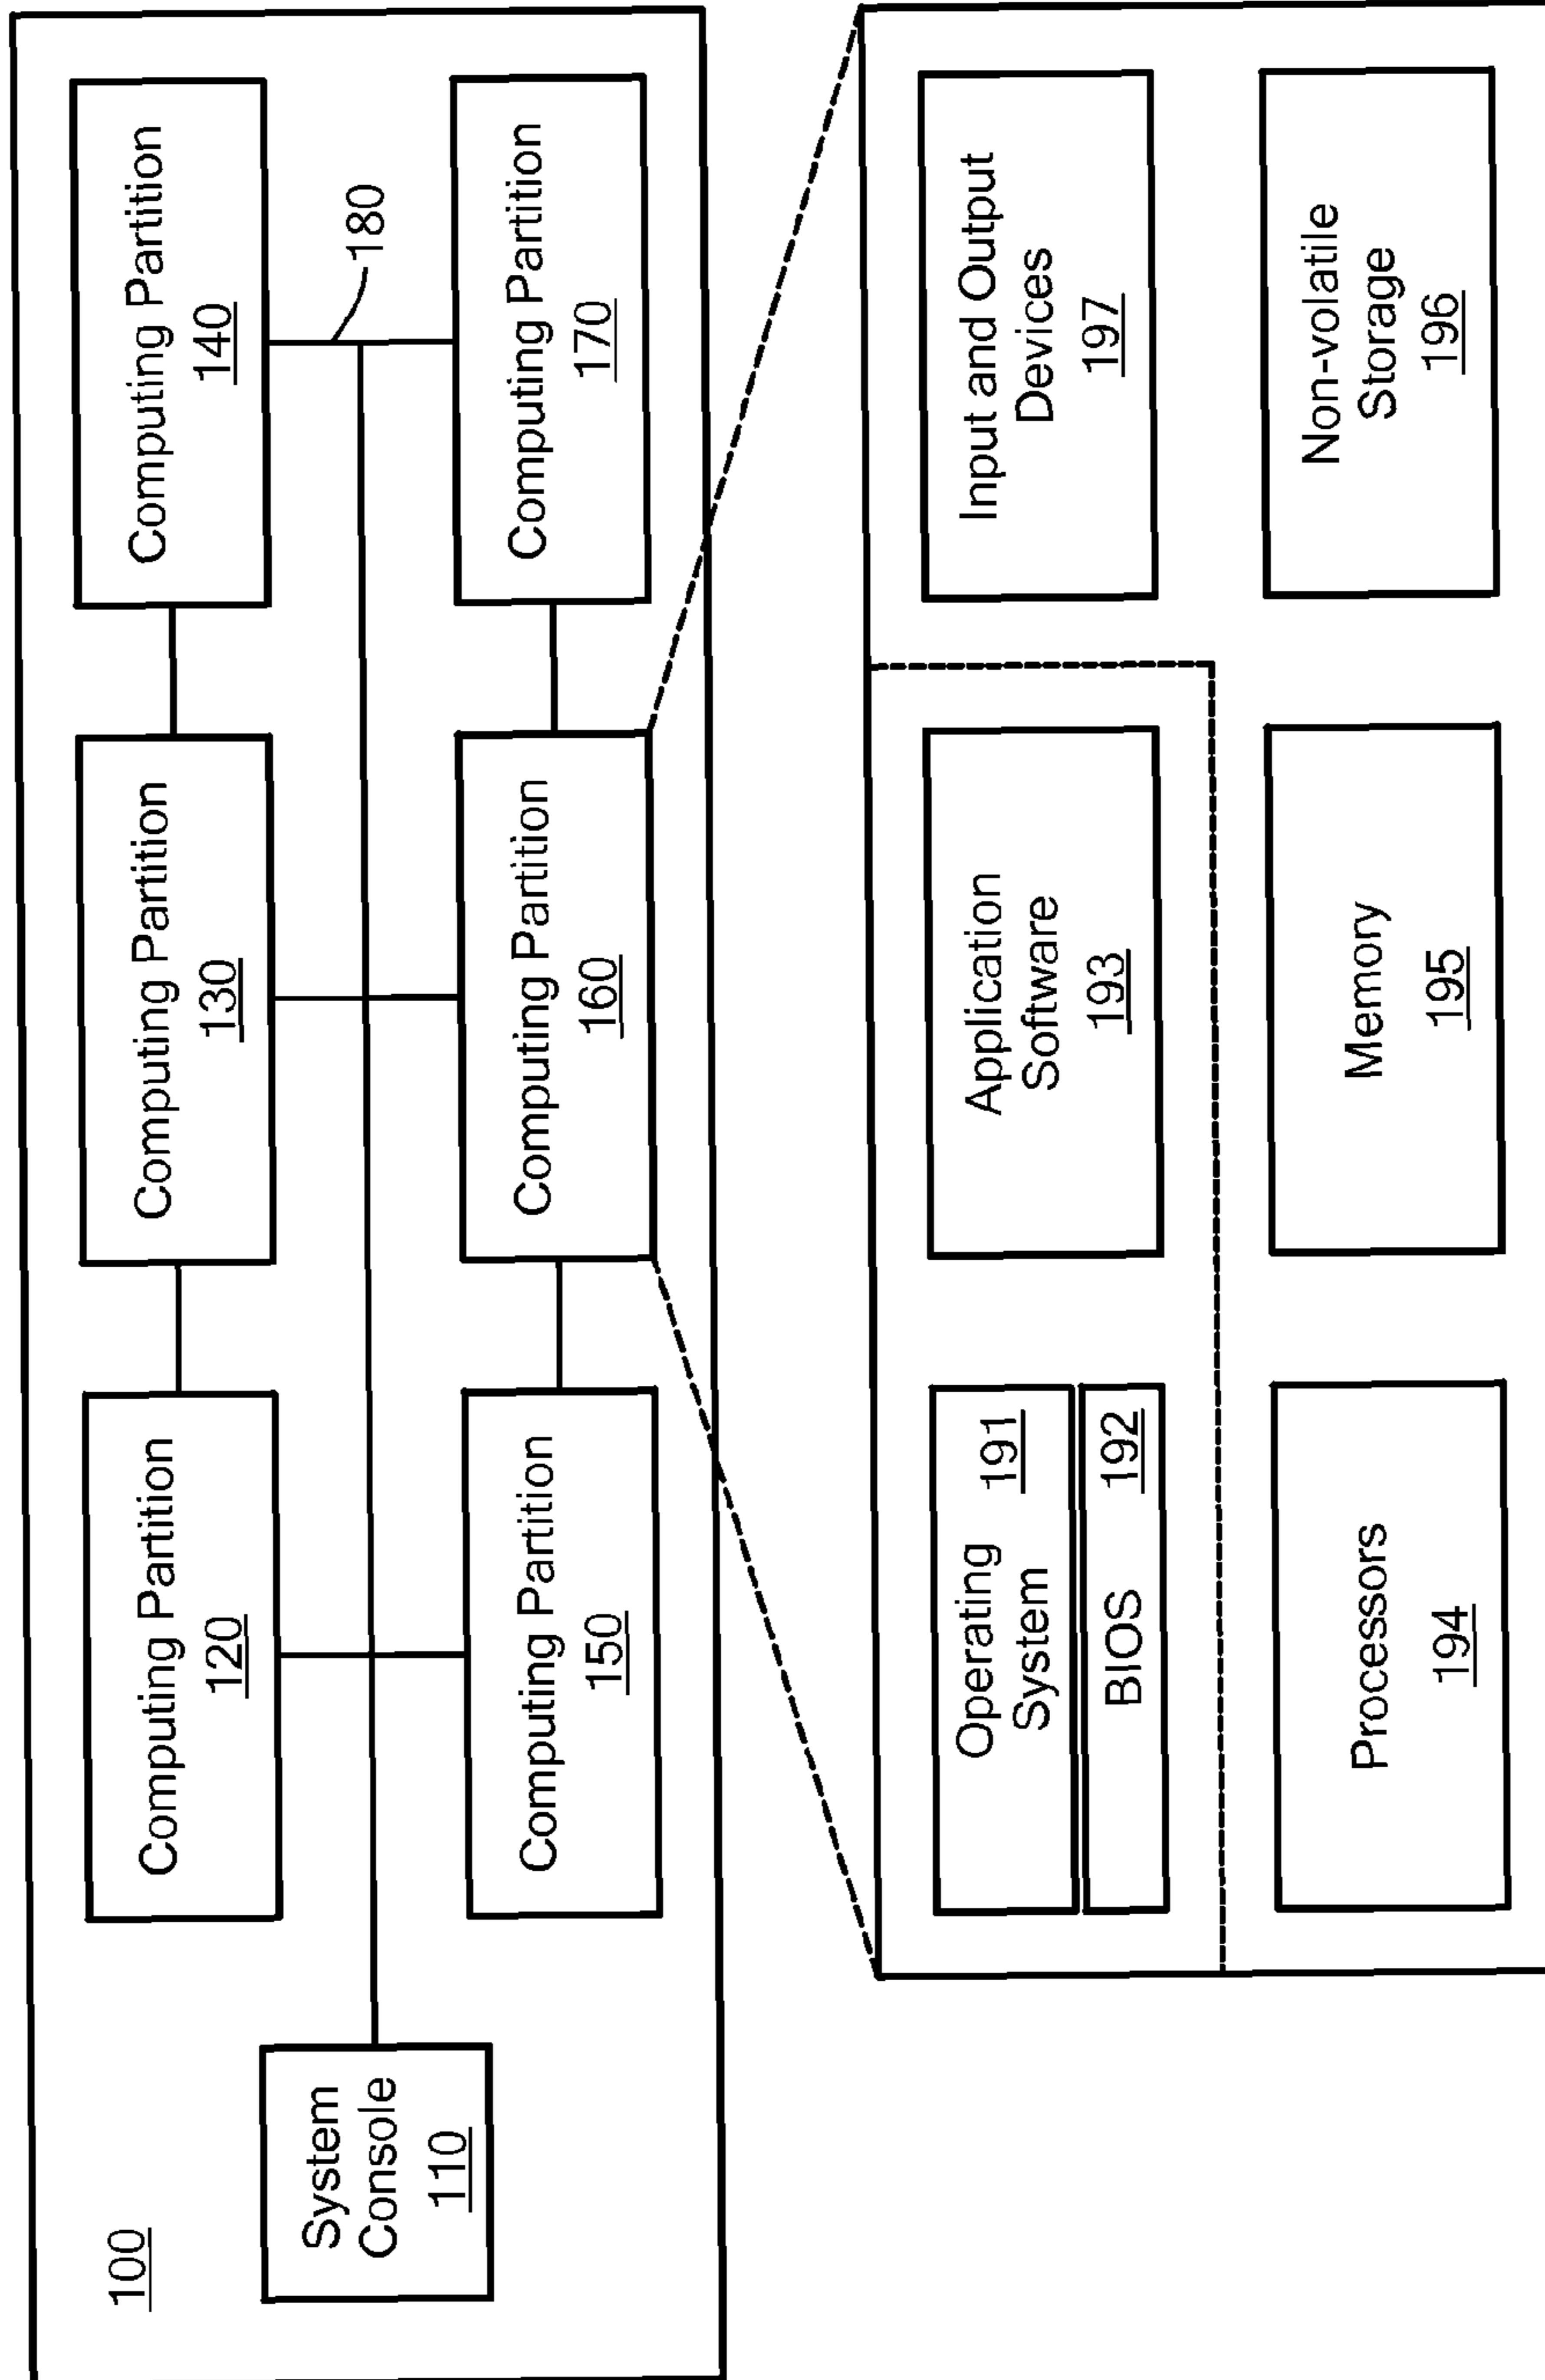 100
System
Console
110
Computing Partition
120
Computing Partition
130
Computing Partition
140
180
Computing Partition
150
Computing Partition
160
Computing Partition
170
Operating
System
191
BIOS
192
Application
Software
193
Input and Output
Devices
197
Processors
194
Memory
195
Non-volatile
Storage
196